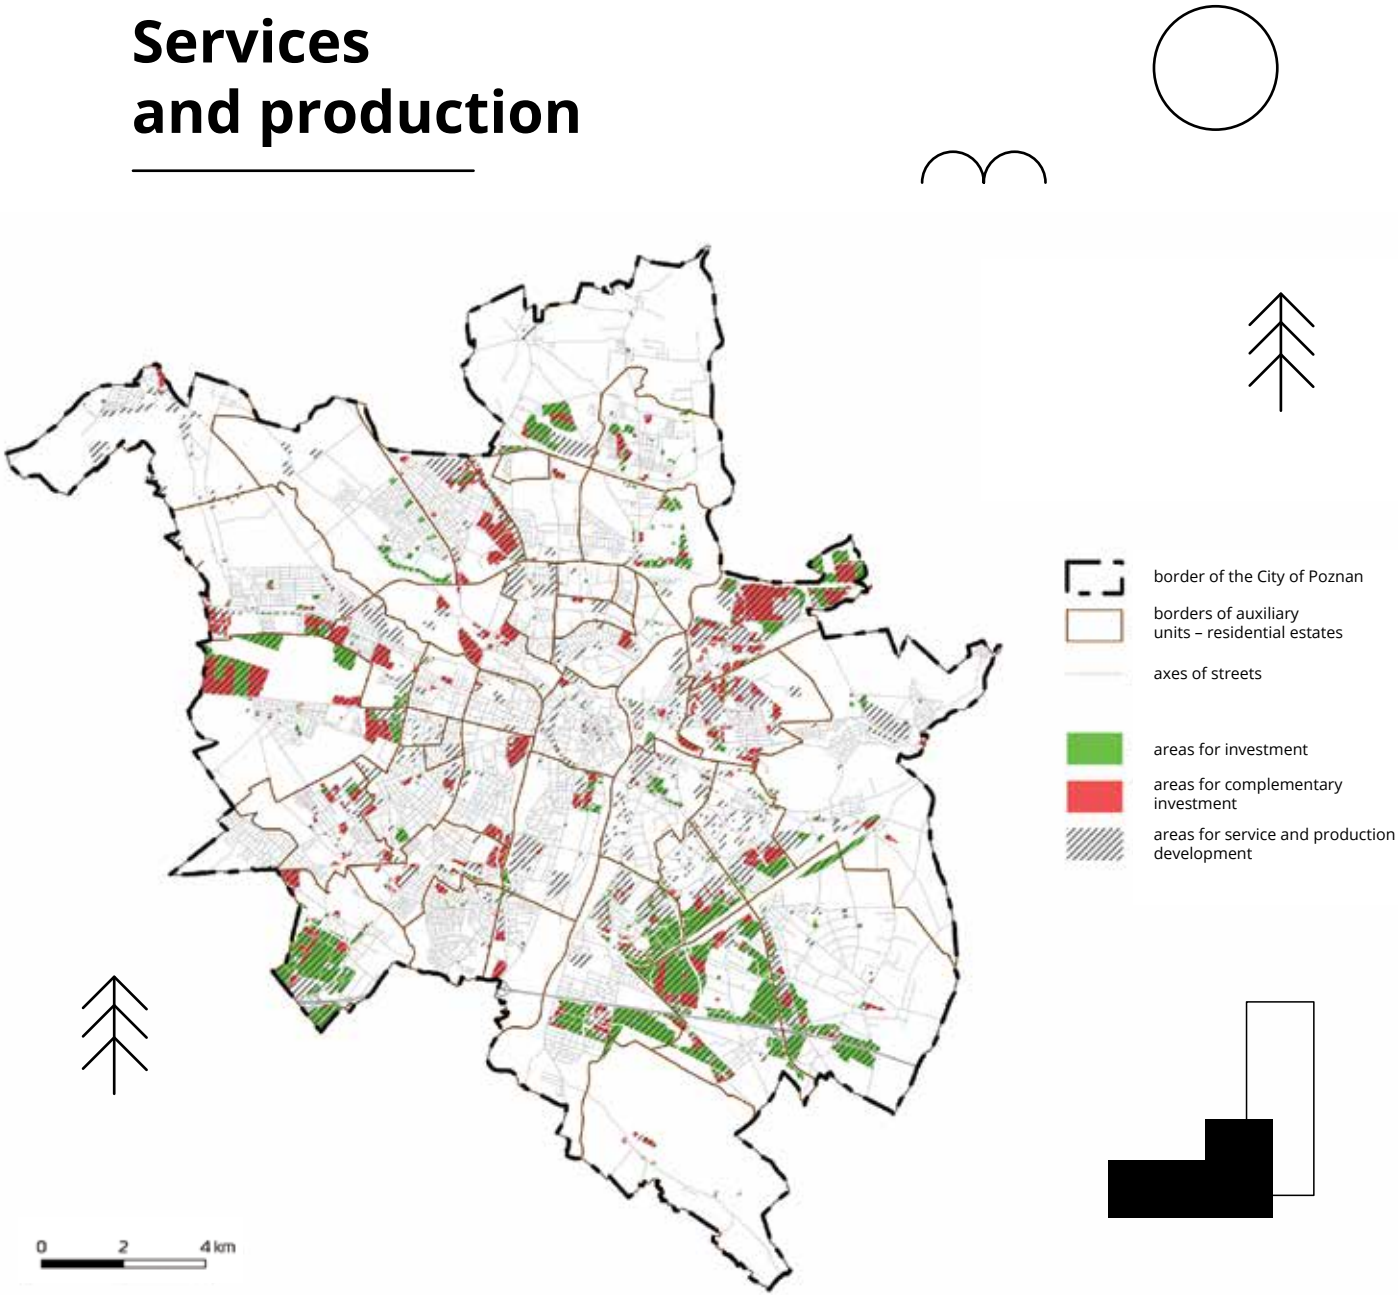 Services
and production
border of the City of Poznan
borders of auxiliary
units – residential estates
axes of streets
areas for investment
areas for complementary
investment
areas for service and production
development
0 2 4 km